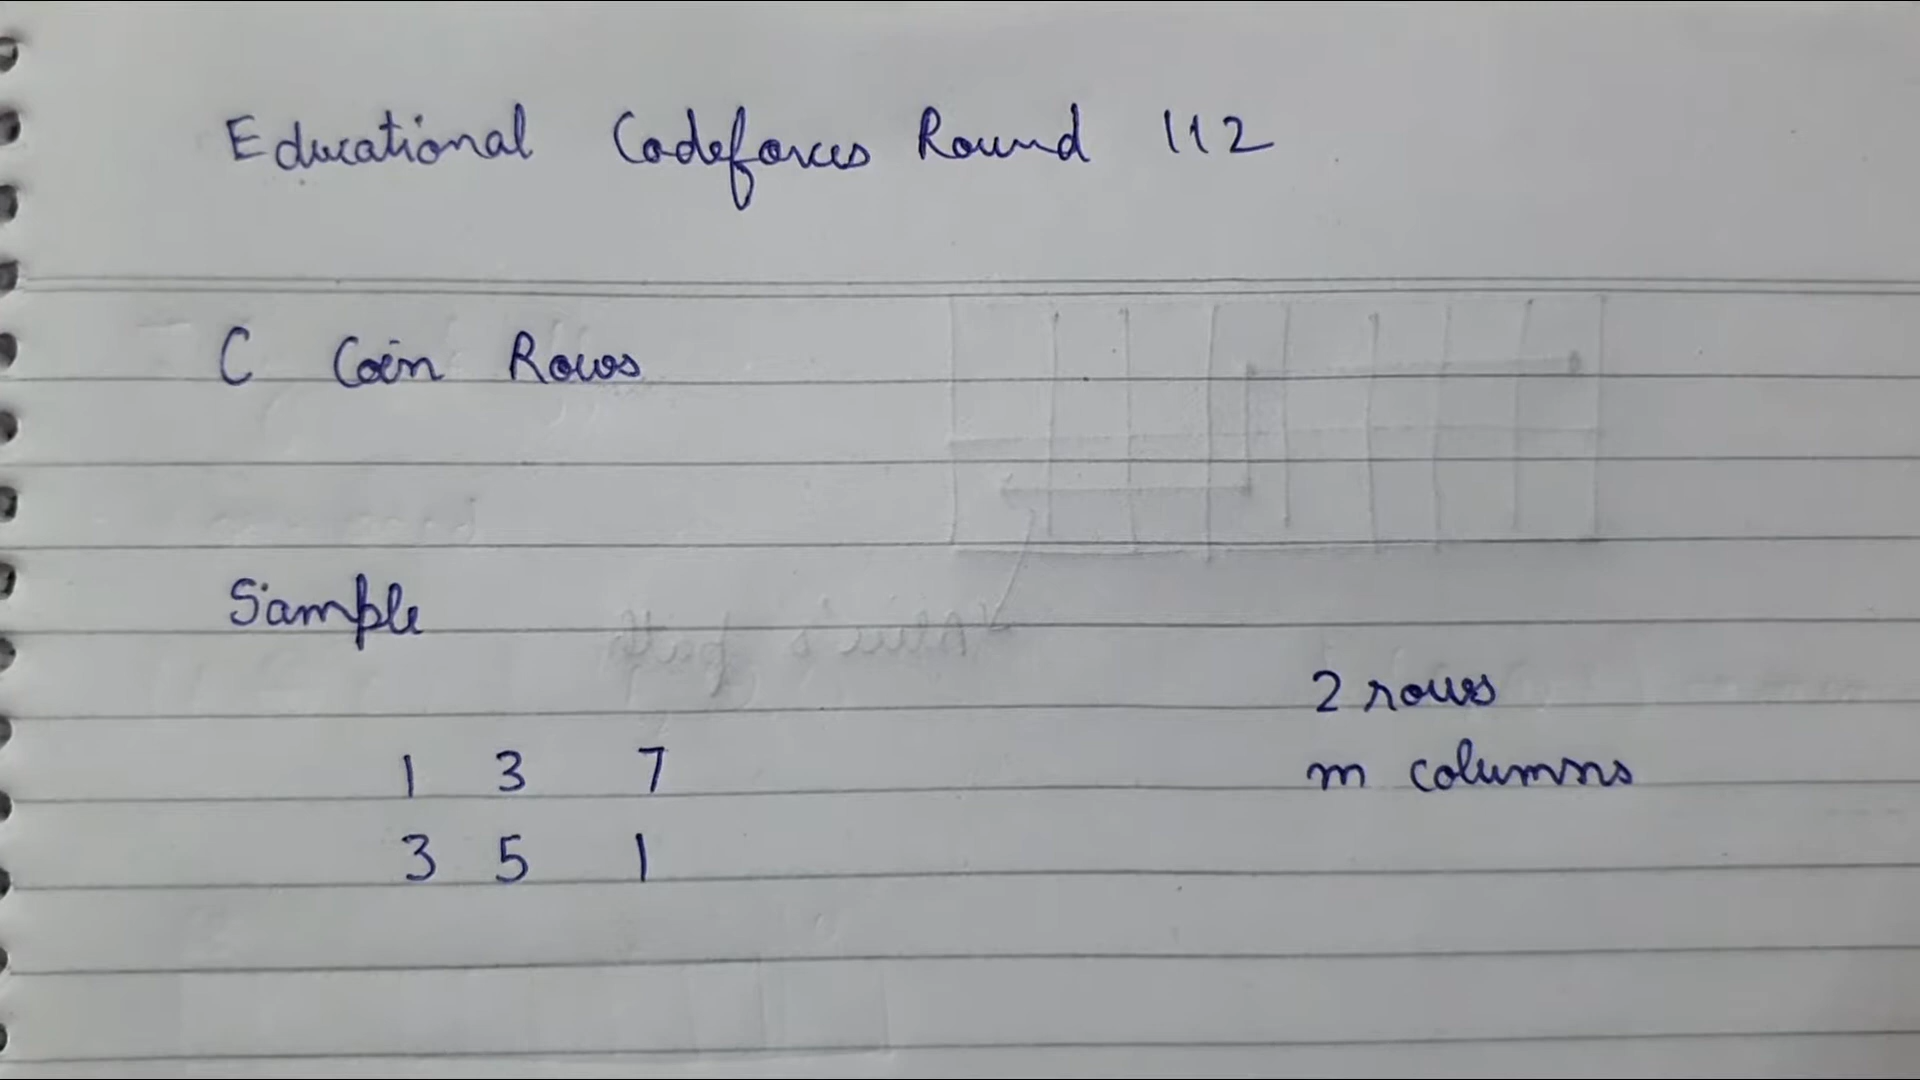 Educational Codeforces Round 112
C Coin Rows
Sample
2 rows
1 3 7
m columns
3 5 1